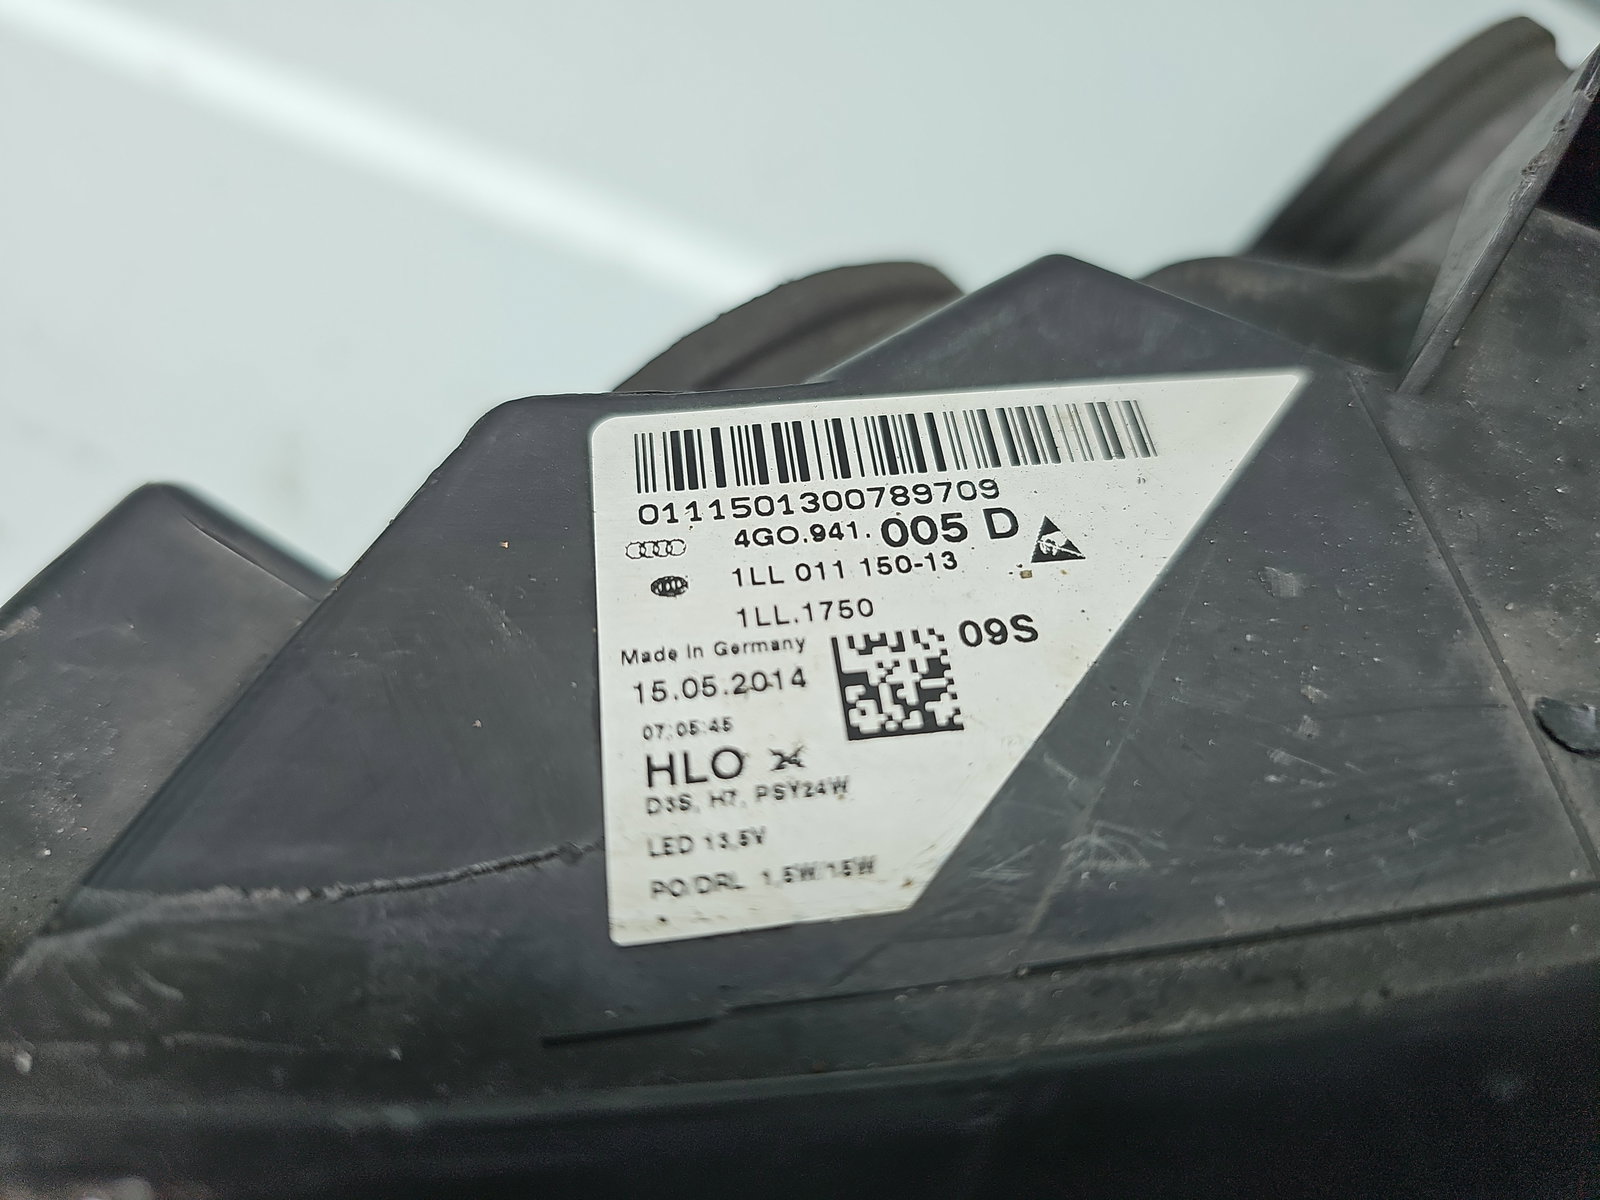 0111501300789709
4GO.941.005 D
1LL 011 150-13
1LL.1750
09S
Made in Germany
15.05.2014
07:05:45
HLO
D3S, H7, PSY24W
LED 13,5V
PO/DRL 1,5W/15W